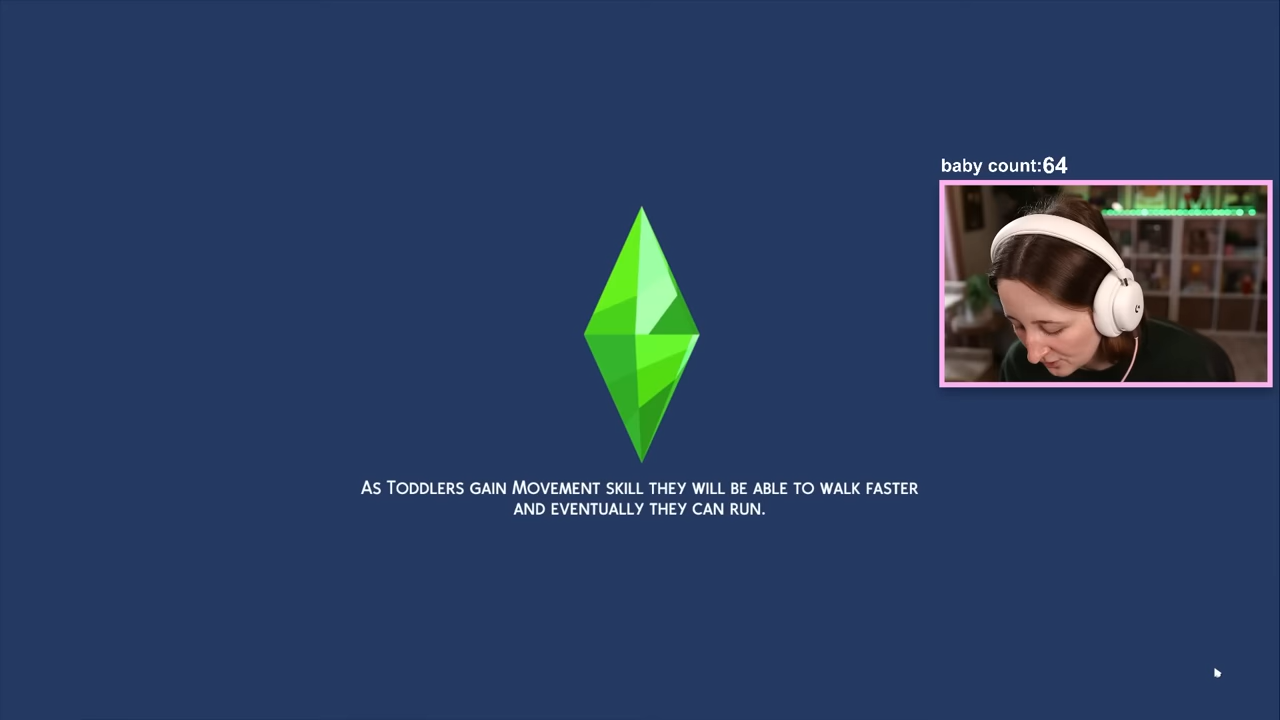 baby count:64
As Toddlers gain Movement skill they will be able to walk faster
and eventually they can run.